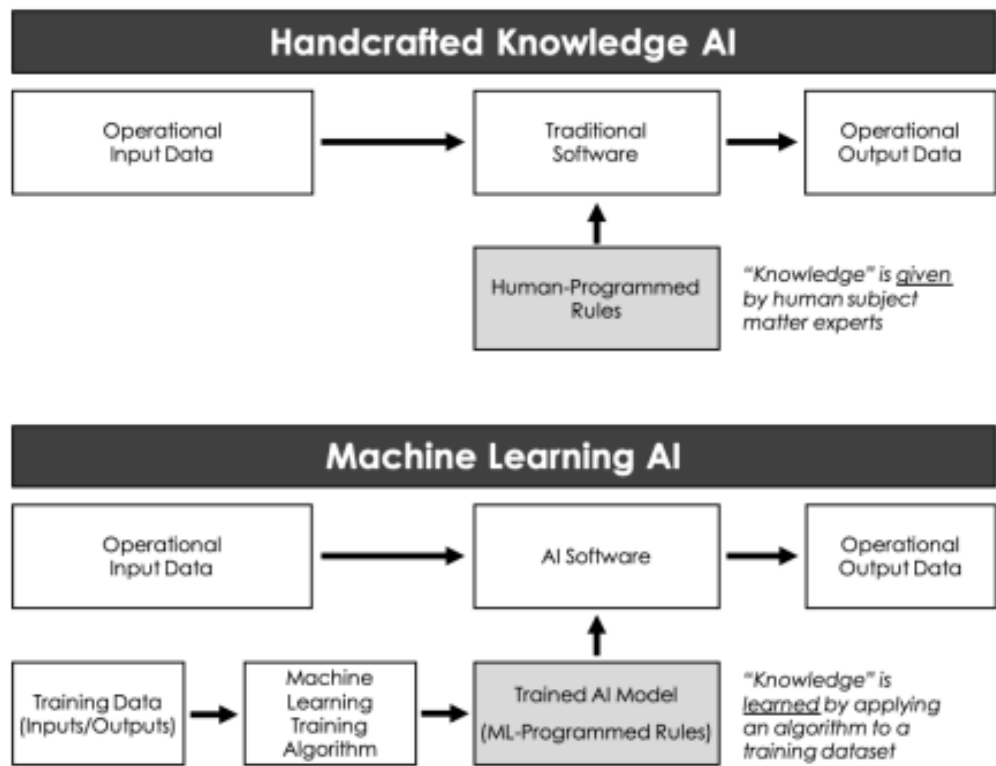 Handcrafted Knowledge AI
Operational
Input Data
Traditional
Software
Operational
Output Data
Human-Programmed
Rules
“Knowledge” is given
by human subject
matter experts
Machine Learning AI
Operational
Input Data
AI Software
Operational
Output Data
Training Data
(Inputs/Outputs)
Machine
Learning
Training
Algorithm
Trained AI Model
(ML-Programmed Rules)
“Knowledge” is
learned by applying
an algorithm to a
training dataset